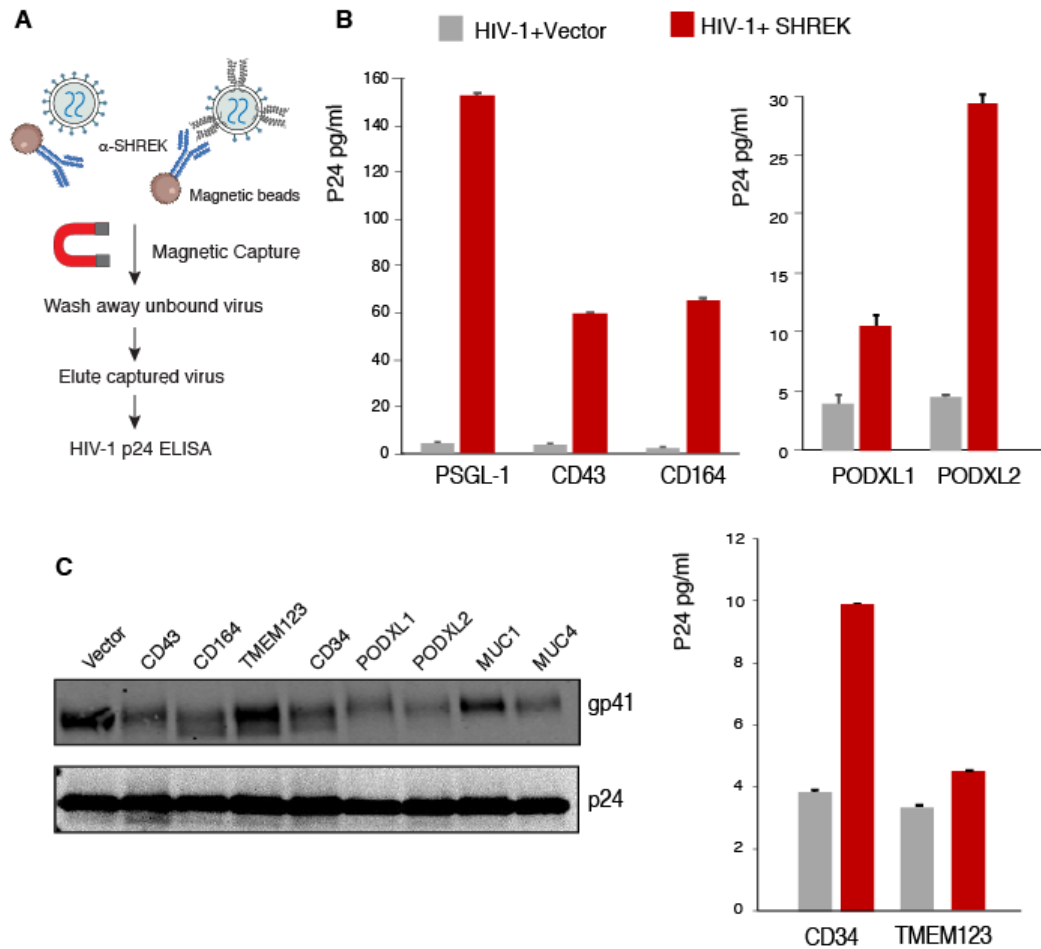 A
α-SHREK
Magnetic beads
Magnetic Capture
Wash away unbound virus
Elute captured virus
HIV-1 p24 ELISA
B
HIV-1+Vector
HIV-1+ SHREK
P24 pg/ml
160
140
120
100
80
60
40
20
0
PSGL-1 CD43 CD164
P24 pg/ml
30
25
20
15
10
5
0
PODXL1 PODXL2
C
Vector CD43 CD164 TMEM123 CD34 PODXL1 PODXL2 MUC1 MUC4
gp41
p24
P24 pg/ml
12
10
8
6
4
2
0
CD34 TMEM123